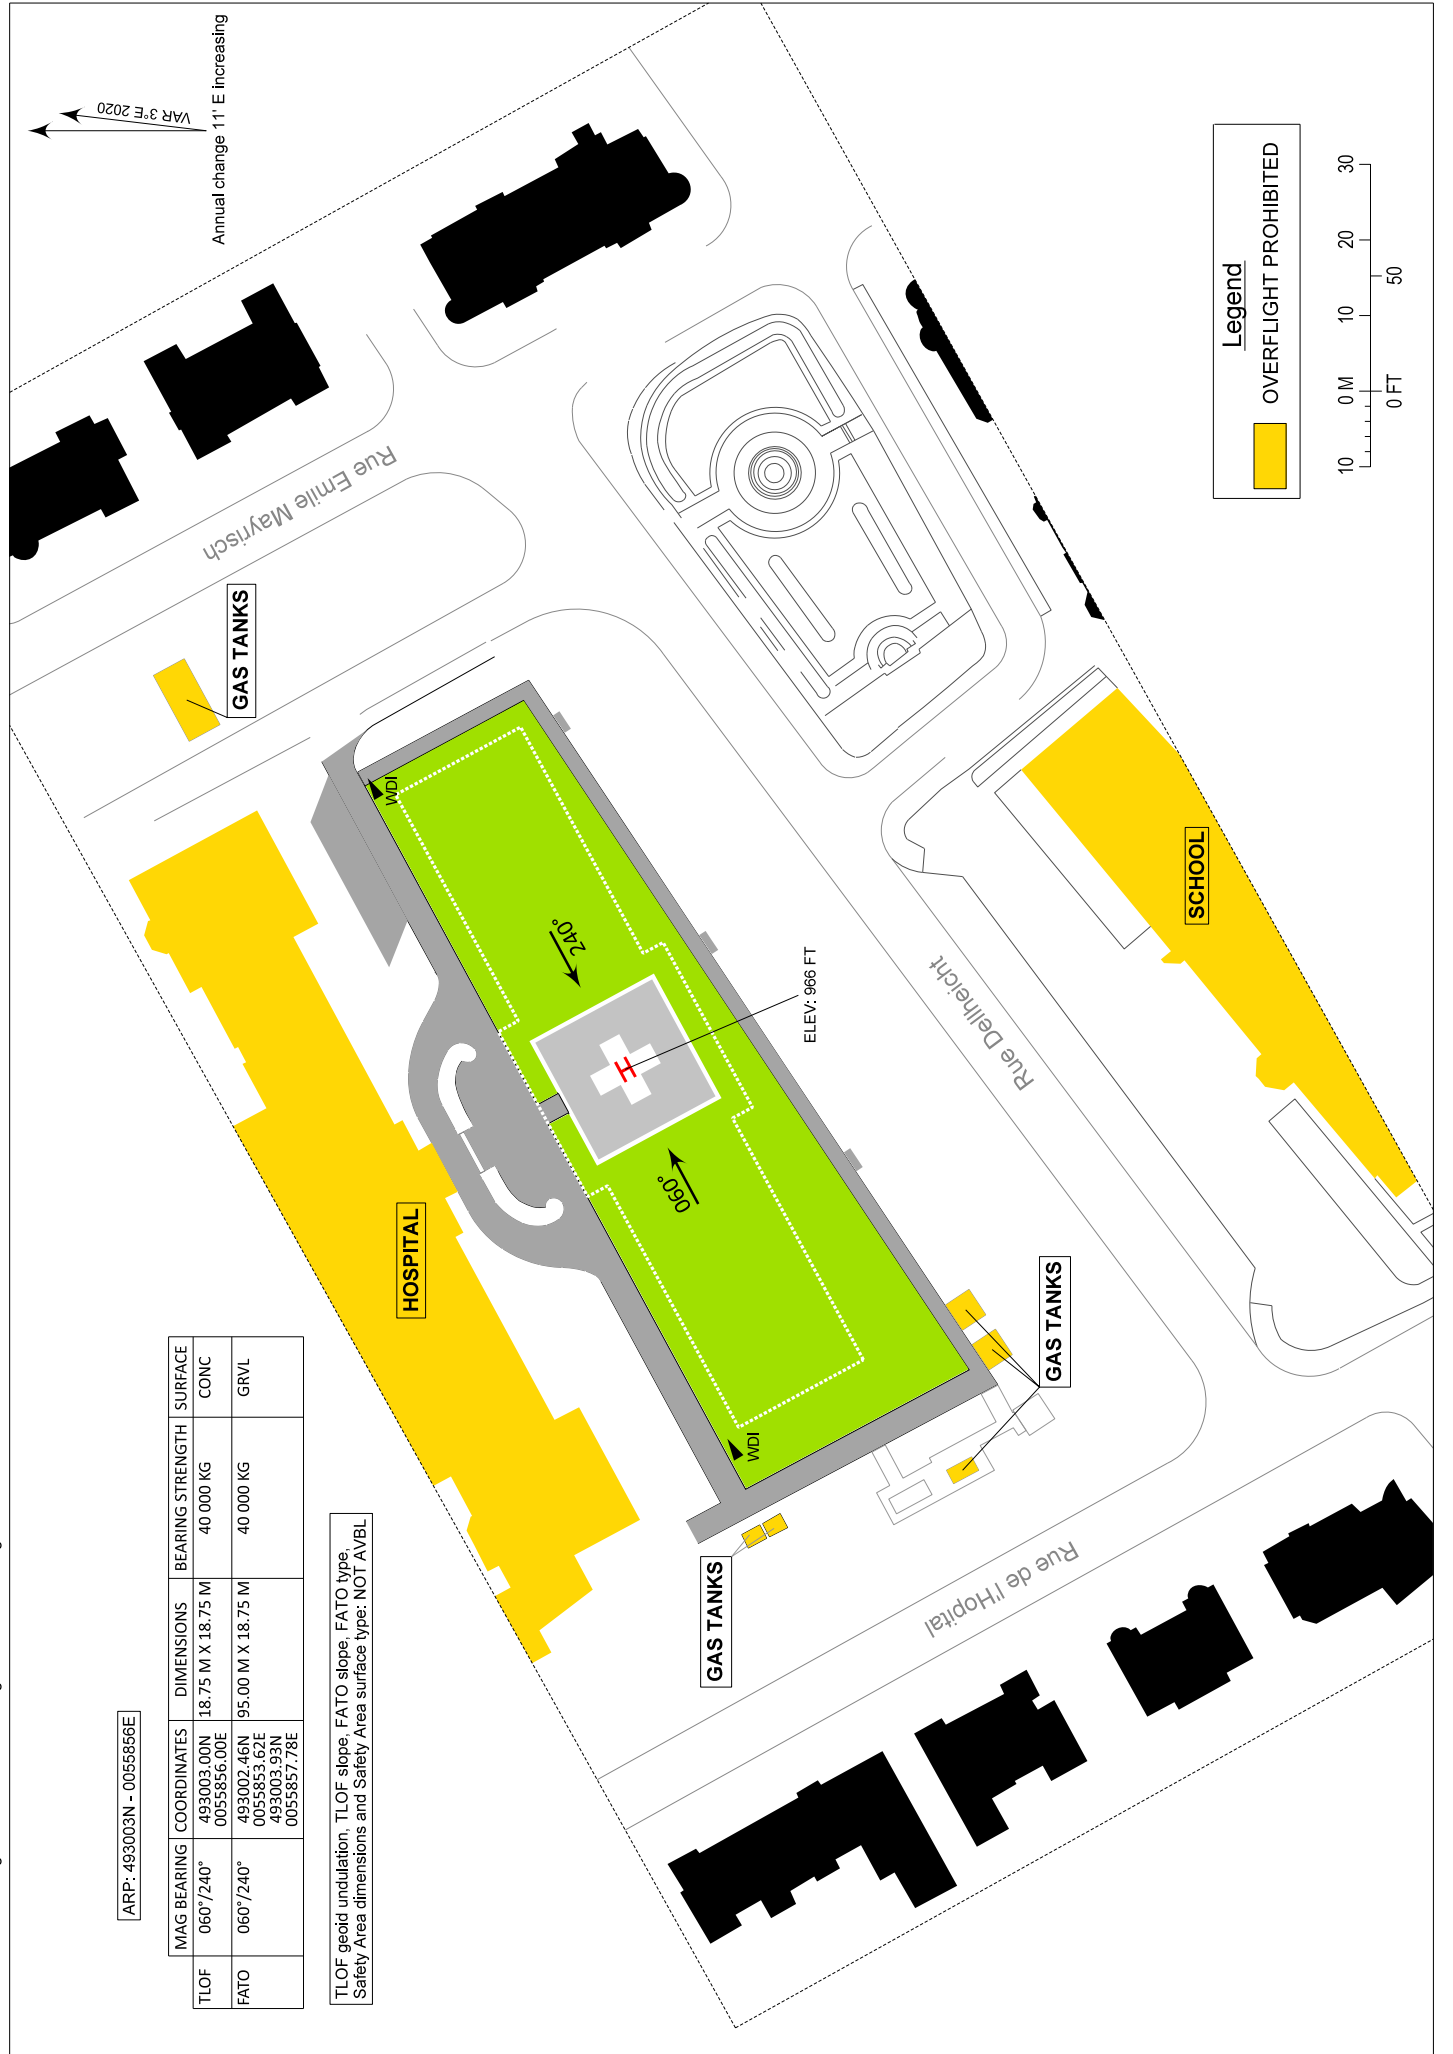 ARP: 493003N - 0055856E
MAG BEARING COORDINATES DIMENSIONS BEARING STRENGTH SURFACE
TLOF 060°/240° 493003.00N 18.75 M X 18.75 M 40 000 KG CONC
0055856.00E
FATO 060°/240° 493002.46N 95.00 M X 18.75 M 40 000 KG GRVL
0055853.62E
493003.93N
0055857.78E
TLOF geoid undulation, TLOF slope, FATO slope, FATO type,
Safety Area dimensions and Safety Area surface type: NOT AVBL
VAR 3°E 2020
Annual change 11' E increasing
Rue Emile Mayrisch
GAS TANKS
WDI
HOSPITAL
240°
060°
ELEV: 966 FT
WDI
GAS TANKS
GAS TANKS
Rue Dellheicht
Rue de l'Hopital
SCHOOL
Legend
OVERFLIGHT PROHIBITED
10 0 M 10 20 30
0 FT 50